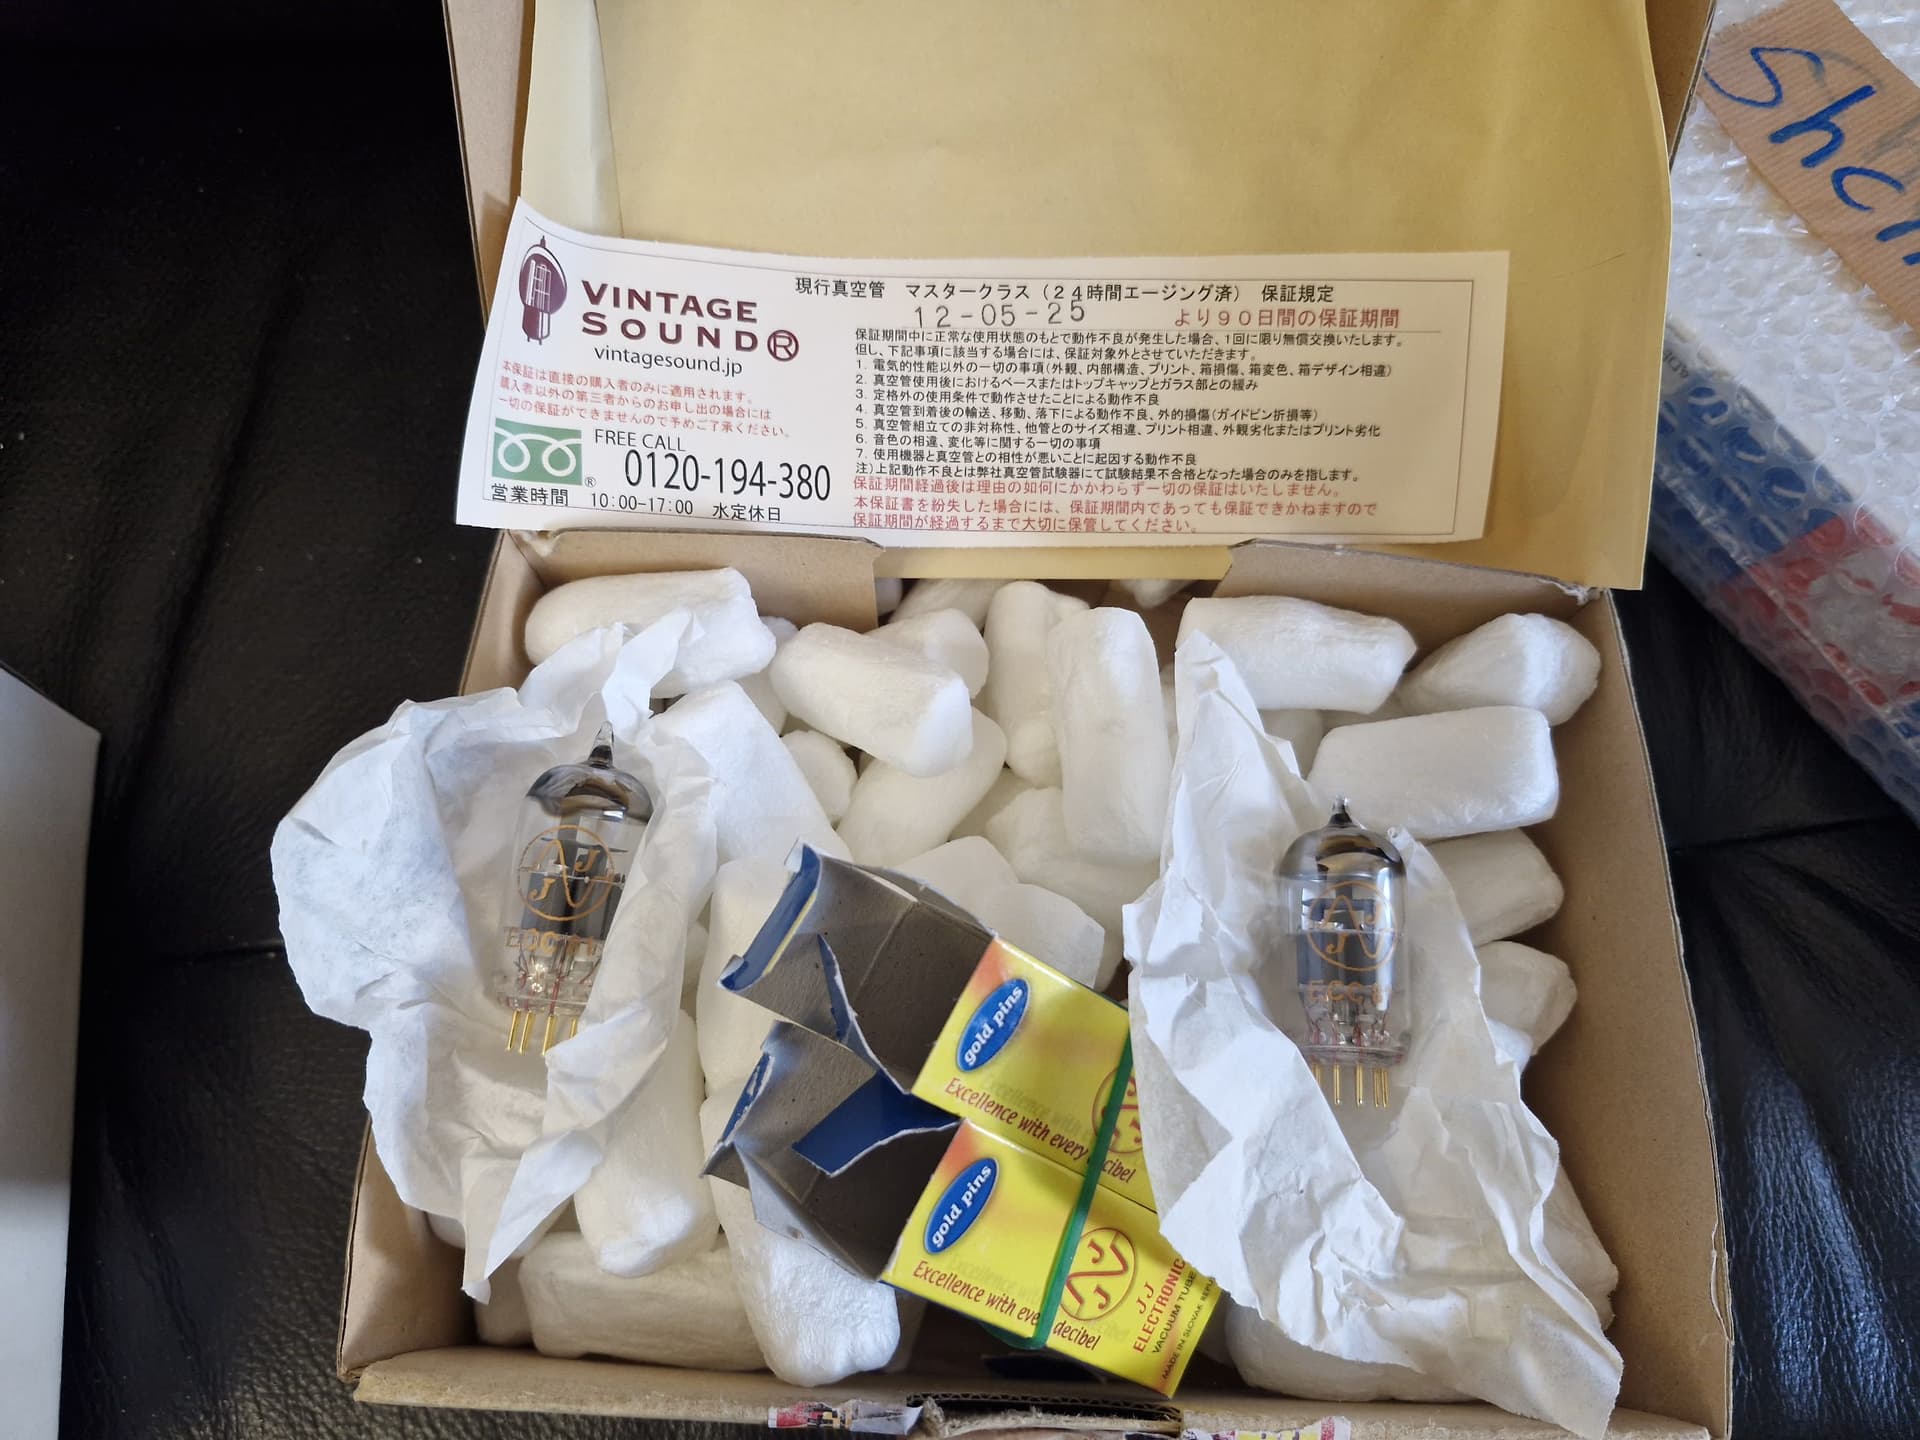 VINTAGE
SOUND®
vintagesound.jp
本保証は直接の購入者のみに適用されます。
購入者以外の第三者からのお申し出の場合には
一切の保証ができませんので予めご了承ください。
FREE CALL
0120-194-380
®
営業時間 10:00-17:00 水定休日
現行真空管 マスタークラス（24時間エージング済） 保証規定
12-05-25 より90日間の保証期間
保証期間中に正常な使用状態のもとで動作不良が発生した場合、1回に限り無償交換いたします。
但し、下記事項に該当する場合には、保証対象外とさせていただきます。
1. 電気的性能以外の一切の事項(外観、内部構造、プリント、箱損傷、箱変色、箱デザイン相違)
2. 真空管使用後におけるベースまたはトップキャップとガラス部との緩み
3. 定格外の使用条件で動作させたことによる動作不良
4. 真空管到着後の輸送、移動、落下による動作不良、外的損傷(ガイドピン折損等)
5. 真空管組立ての非対称性、他管とのサイズ相違、プリント相違、外観劣化またはプリント劣化
6. 音色の相違、変化等に関する一切の事項
7. 使用機器と真空管との相性が悪いことに起因する動作不良
注)上記動作不良とは弊社真空管試験器にて試験結果不合格となった場合のみを指します。
保証期間経過後は理由の如何にかかわらず一切の保証はいたしません。
本保証書を紛失した場合には、保証期間内であっても保証できかねますので
保証期間が経過するまで大切に保管してください。
JJ
JJ
ECC
gold pins
Excellence with every decibel
gold pins
Excellence with every decibel
JJ
JJ
ELECTRONIC
VACUUM TUBE
MADE IN SLOVAK